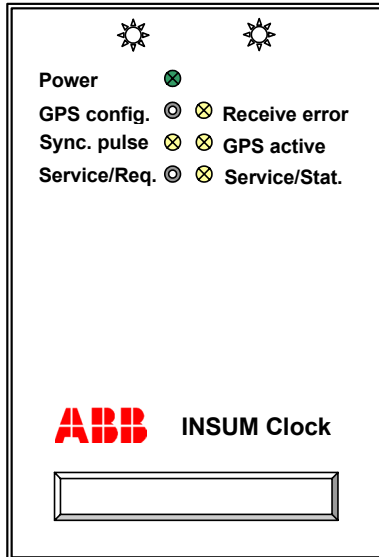 Power
GPS config. Receive error
Sync. pulse GPS active
Service/Req. Service/Stat.
ABB INSUM Clock